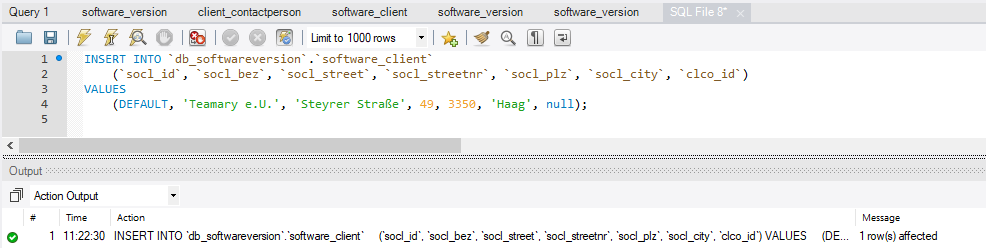 Query 1 software_version client_contactperson software_client software_version software_version SQL File 8*
Limit to 1000 rows
1 INSERT INTO `db_softwareversion`.`software_client`
2 (`socl_id`, `socl_bez`, `socl_street`, `socl_streetnr`, `socl_plz`, `socl_city`, `clco_id`)
3 VALUES
4 (DEFAULT, 'Teamary e.U.', 'Steyrer Straße', 49, 3350, 'Haag', null);
5
Output
Action Output
# Time Action Message
1 11:22:30 INSERT INTO `db_softwareversion`.`software_client` (`socl_id`, `socl_bez`, `socl_street`, `socl_streetnr`, `socl_plz`, `socl_city`, `clco_id`) VALUES (DE... 1 row(s) affected